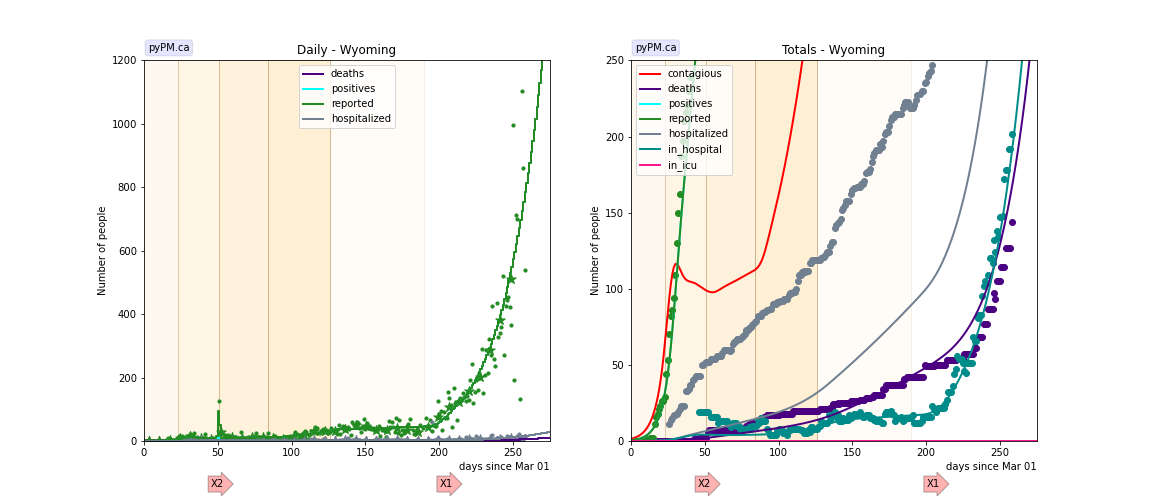 pyPM.ca
Daily - Wyoming
1200
1000
800
600
400
200
0
Number of people
deaths
positives
reported
hospitalized
0
50
100
150
200
250
days since Mar 01
X2
X1
pyPM.ca
Totals - Wyoming
250
200
150
100
50
0
Number of people
contagious
deaths
positives
reported
hospitalized
in_hospital
in_icu
0
50
100
150
200
250
days since Mar 01
X2
X1